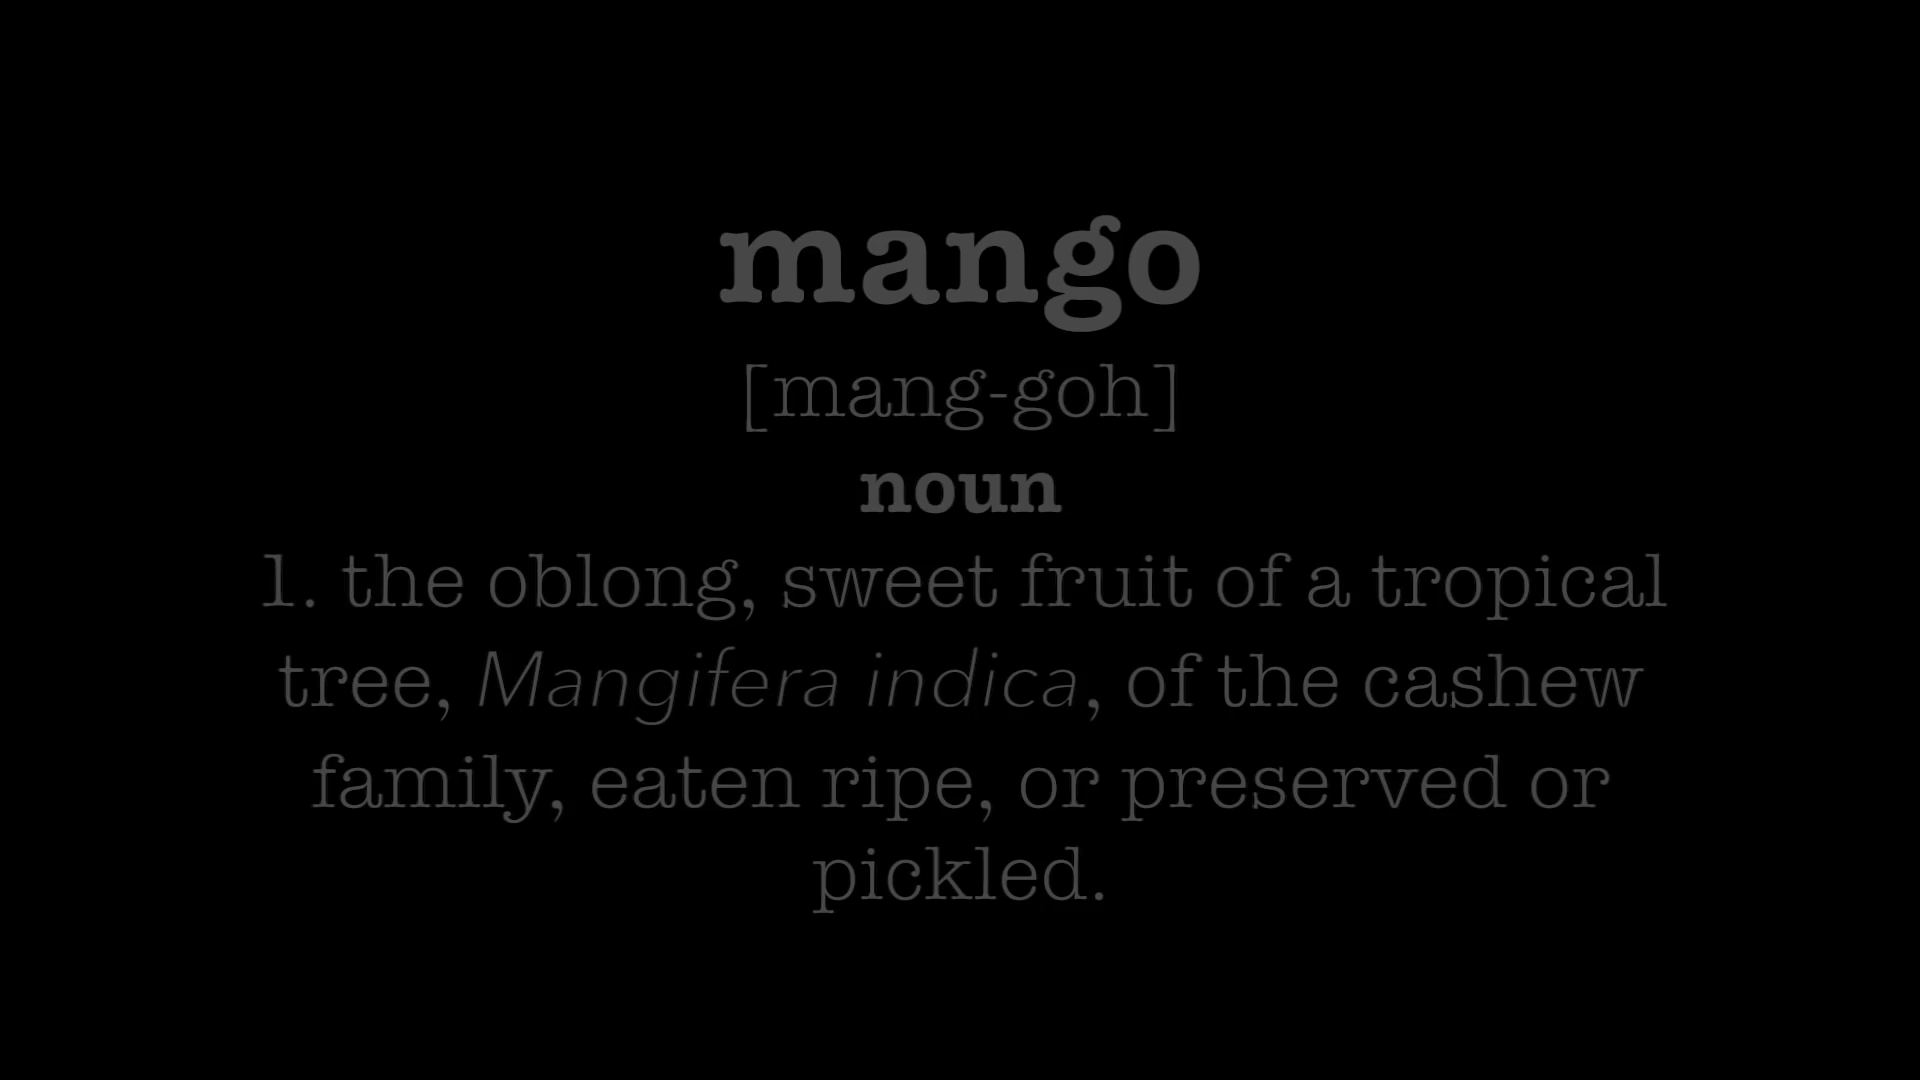 mango
[mang-goh]
noun
1. the oblong, sweet fruit of a tropical
tree, Mangifera indica, of the cashew
family, eaten ripe, or preserved or
pickled.